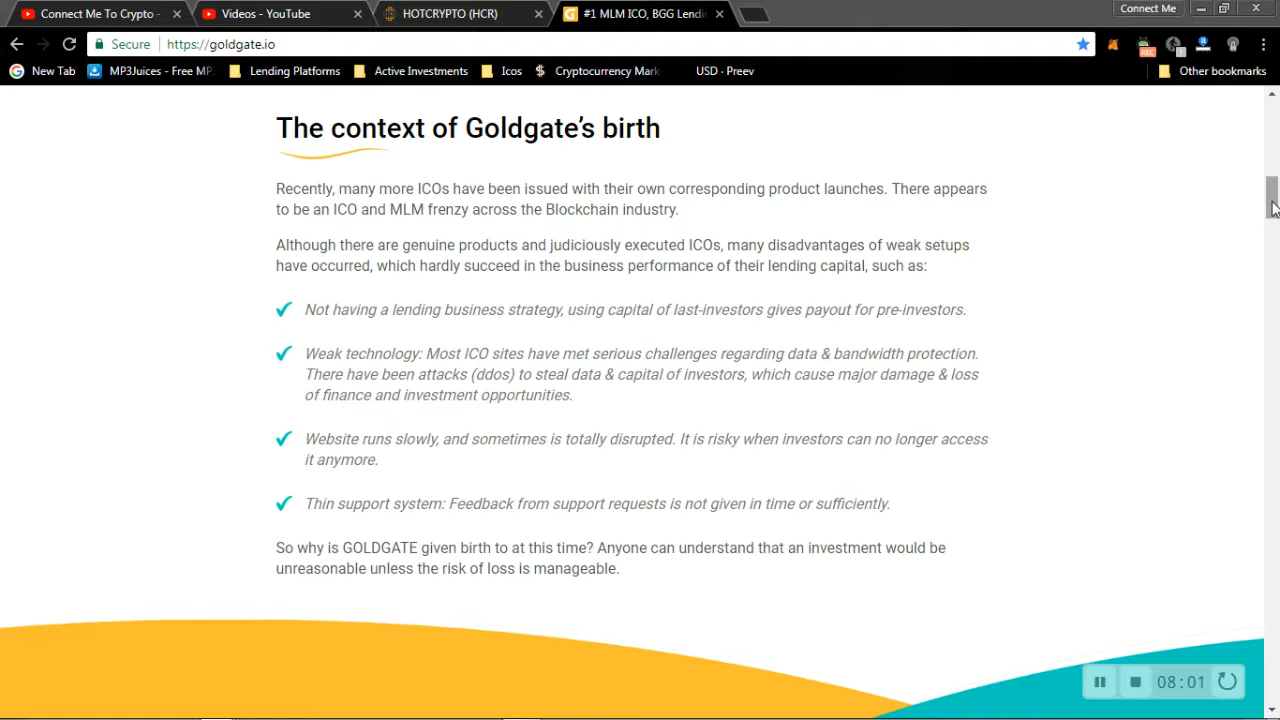 Connect Me To Crypto -
Videos - YouTube
HOTCRYPTO (HCR)
#1 MLM ICO, BGG Lendi
Connect Me
Secure
https://goldgate.io
New Tab
MP3Juices - Free MP
Lending Platforms
Active Investments
Icos
Cryptocurrency Mark
USD - Preev
Other bookmarks
REC
1
The context of Goldgate's birth
Recently, many more ICOs have been issued with their own corresponding product launches. There appears
to be an ICO and MLM frenzy across the Blockchain industry.
Although there are genuine products and judiciously executed ICOs, many disadvantages of weak setups
have occurred, which hardly succeed in the business performance of their lending capital, such as:
Not having a lending business strategy, using capital of last-investors gives payout for pre-investors.
Weak technology: Most ICO sites have met serious challenges regarding data & bandwidth protection.
There have been attacks (ddos) to steal data & capital of investors, which cause major damage & loss
of finance and investment opportunities.
Website runs slowly, and sometimes is totally disrupted. It is risky when investors can no longer access
it anymore.
Thin support system: Feedback from support requests is not given in time or sufficiently.
So why is GOLDGATE given birth to at this time? Anyone can understand that an investment would be
unreasonable unless the risk of loss is manageable.
08:01